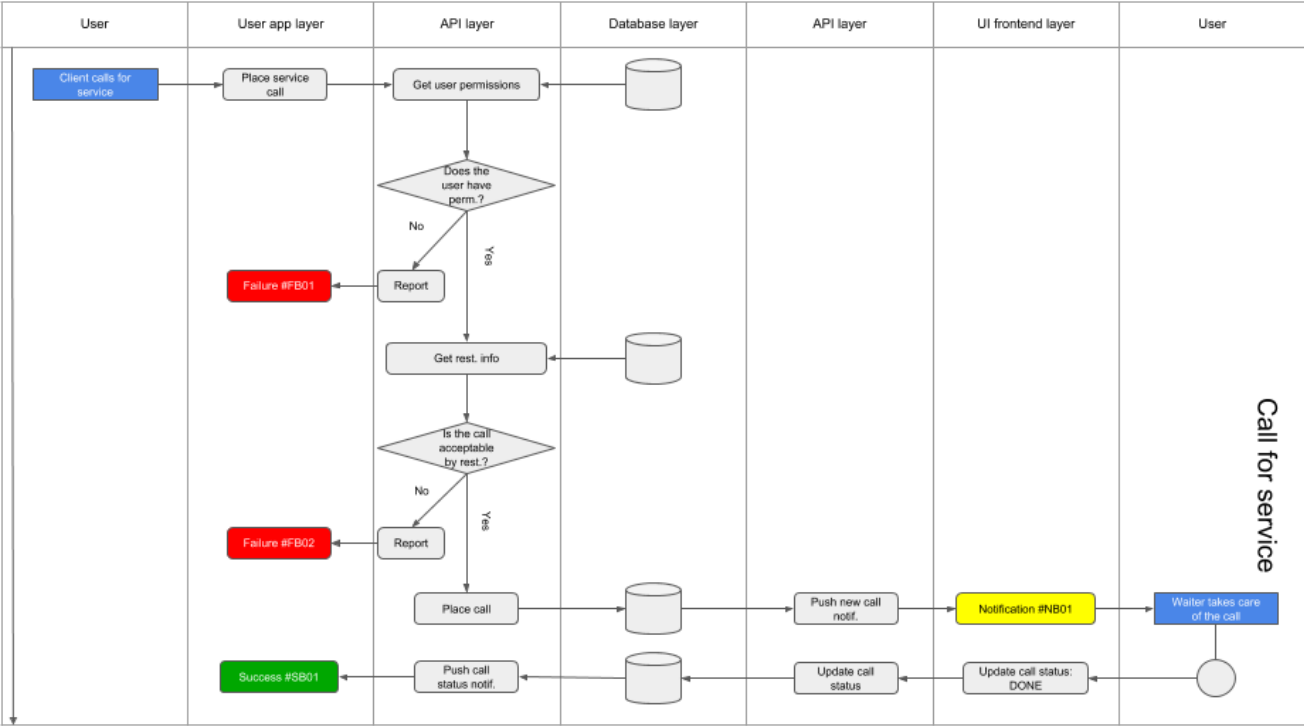 User
User app layer
API layer
Database layer
API layer
UI frontend layer
User
Client calls for
service
Place service
call
Get user permissions
Does the
user have
perm.?
No
Yes
Failure #FB01
Report
Get rest. info
Is the call
acceptable
by rest.?
No
Yes
Failure #FB02
Report
Call for service
Place call
Push new call
notif.
Notification #NB01
Waiter takes care
of the call
Success #SB01
Push call
status notif.
Update call
status
Update call status:
DONE